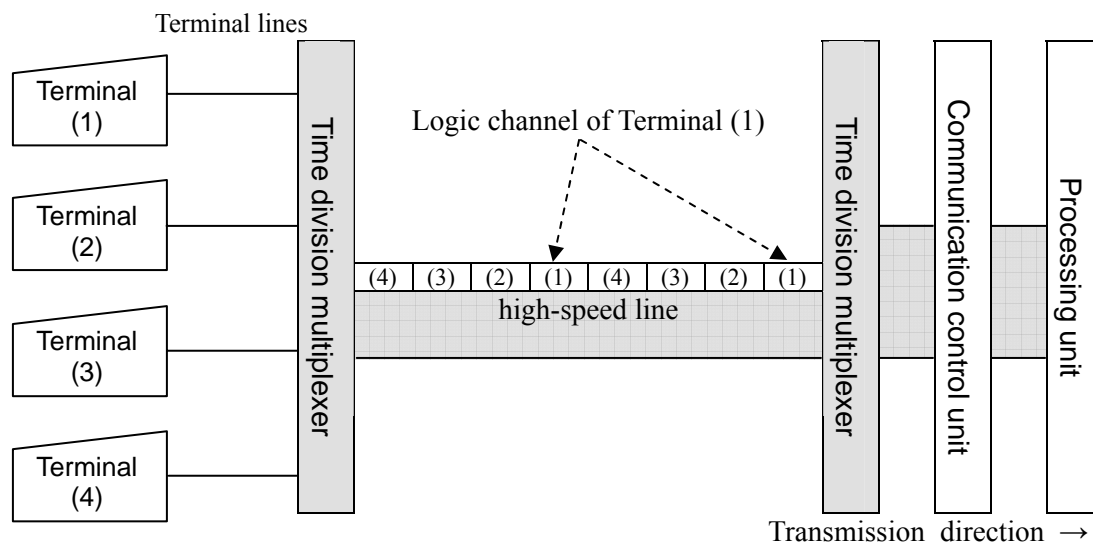 Terminal lines
Terminal
(1)
Terminal
(2)
Terminal
(3)
Terminal
(4)
Time division multiplexer
Logic channel of Terminal (1)
(4) (3) (2) (1) (4) (3) (2) (1)
high-speed line
Time division multiplexer
Communication control unit
Processing unit
Transmission direction →